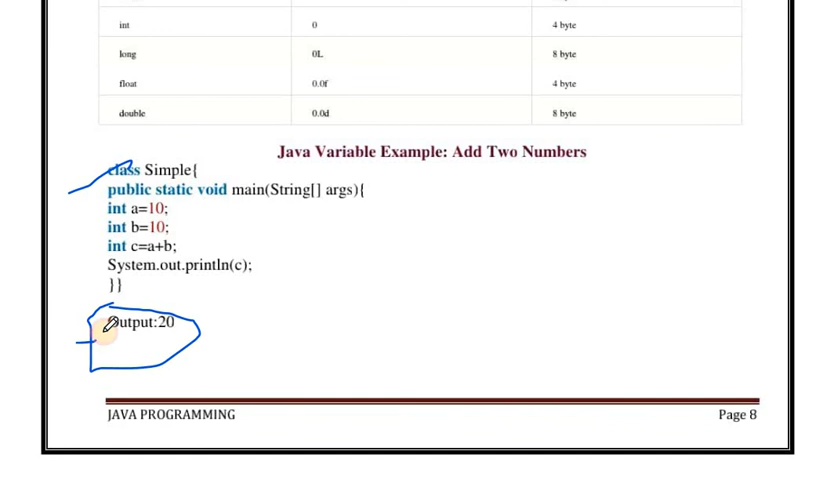 int 0 4 byte
long 0L 8 byte
float 0.0f 4 byte
double 0.0d 8 byte
Java Variable Example: Add Two Numbers
class Simple{
public static void main(String[] args){
int a=10;
int b=10;
int c=a+b;
System.out.println(c);
}}
Output:20
JAVA PROGRAMMING Page 8